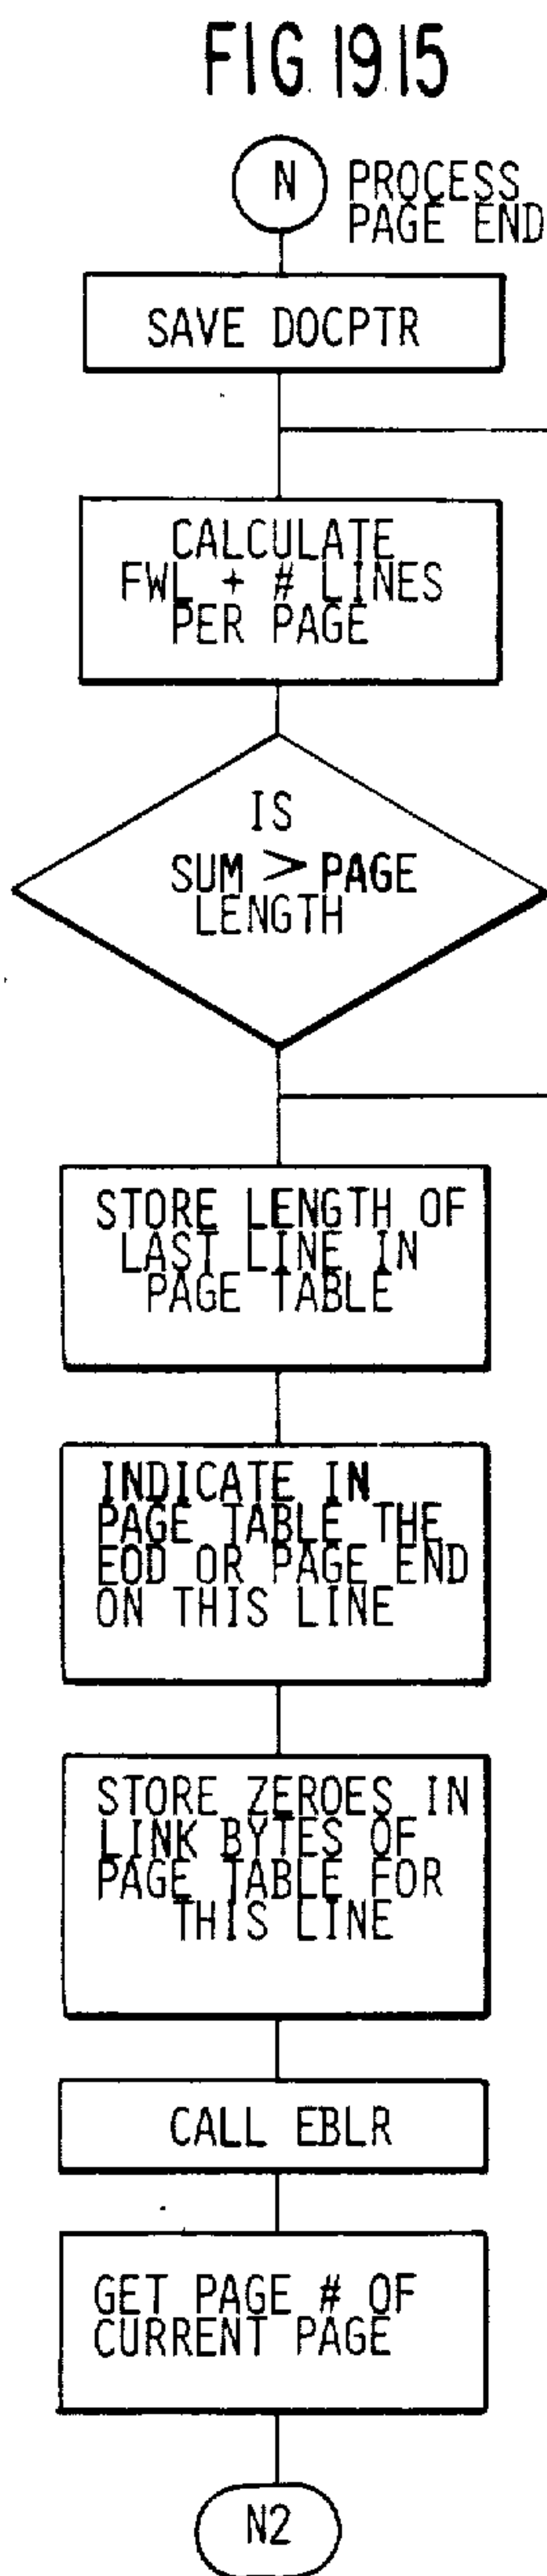 FIG 19.15
N PROCESS
PAGE END
SAVE DOCPTR
CALCULATE
FWL + # LINES
PER PAGE
IS
SUM > PAGE
LENGTH
STORE LENGTH OF
LAST LINE IN
PAGE TABLE
INDICATE IN
PAGE TABLE THE
EOD OR PAGE END
ON THIS LINE
STORE ZEROES IN
LINK BYTES OF
PAGE TABLE FOR
THIS LINE
CALL EBLR
GET PAGE # OF
CURRENT PAGE
N2